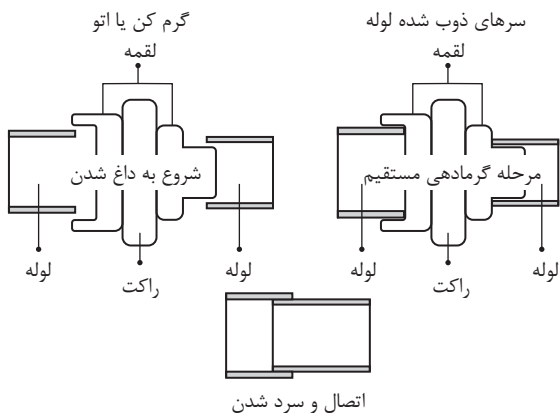 گرم کن یا اتو
لقمه
شروع به داغ شدن
لوله
راکت
لوله
سرهای ذوب شده لوله
لقمه
مرحله گرمادهی مستقیم
لوله
راکت
لوله
اتصال و سرد شدن